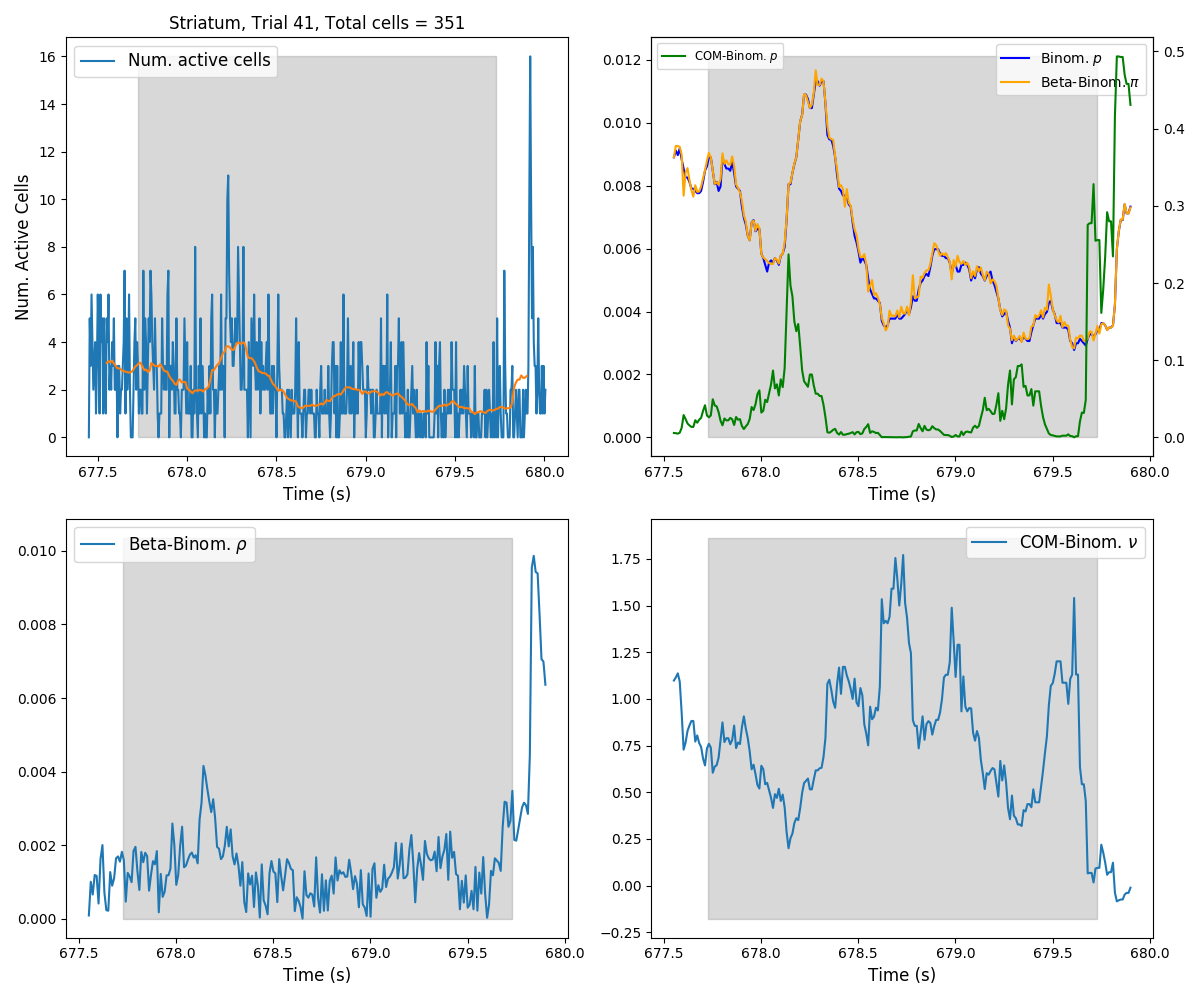 Striatum, Trial 41, Total cells = 351
Num. active cells
16
14
12
10
8
6
4
2
0
Num. Active Cells
677.5 678.0 678.5 679.0 679.5 680.0
Time (s)
COM-Binom. p
Binom. p
Beta-Binom. π
0.012
0.010
0.008
0.006
0.004
0.002
0.000
0.5
0.4
0.3
0.2
0.1
0.0
677.5 678.0 678.5 679.0 679.5 680.0
Time (s)
Beta-Binom. ρ
0.010
0.008
0.006
0.004
0.002
0.000
677.5 678.0 678.5 679.0 679.5 680.0
Time (s)
COM-Binom. ν
1.75
1.50
1.25
1.00
0.75
0.50
0.25
0.00
−0.25
677.5 678.0 678.5 679.0 679.5 680.0
Time (s)